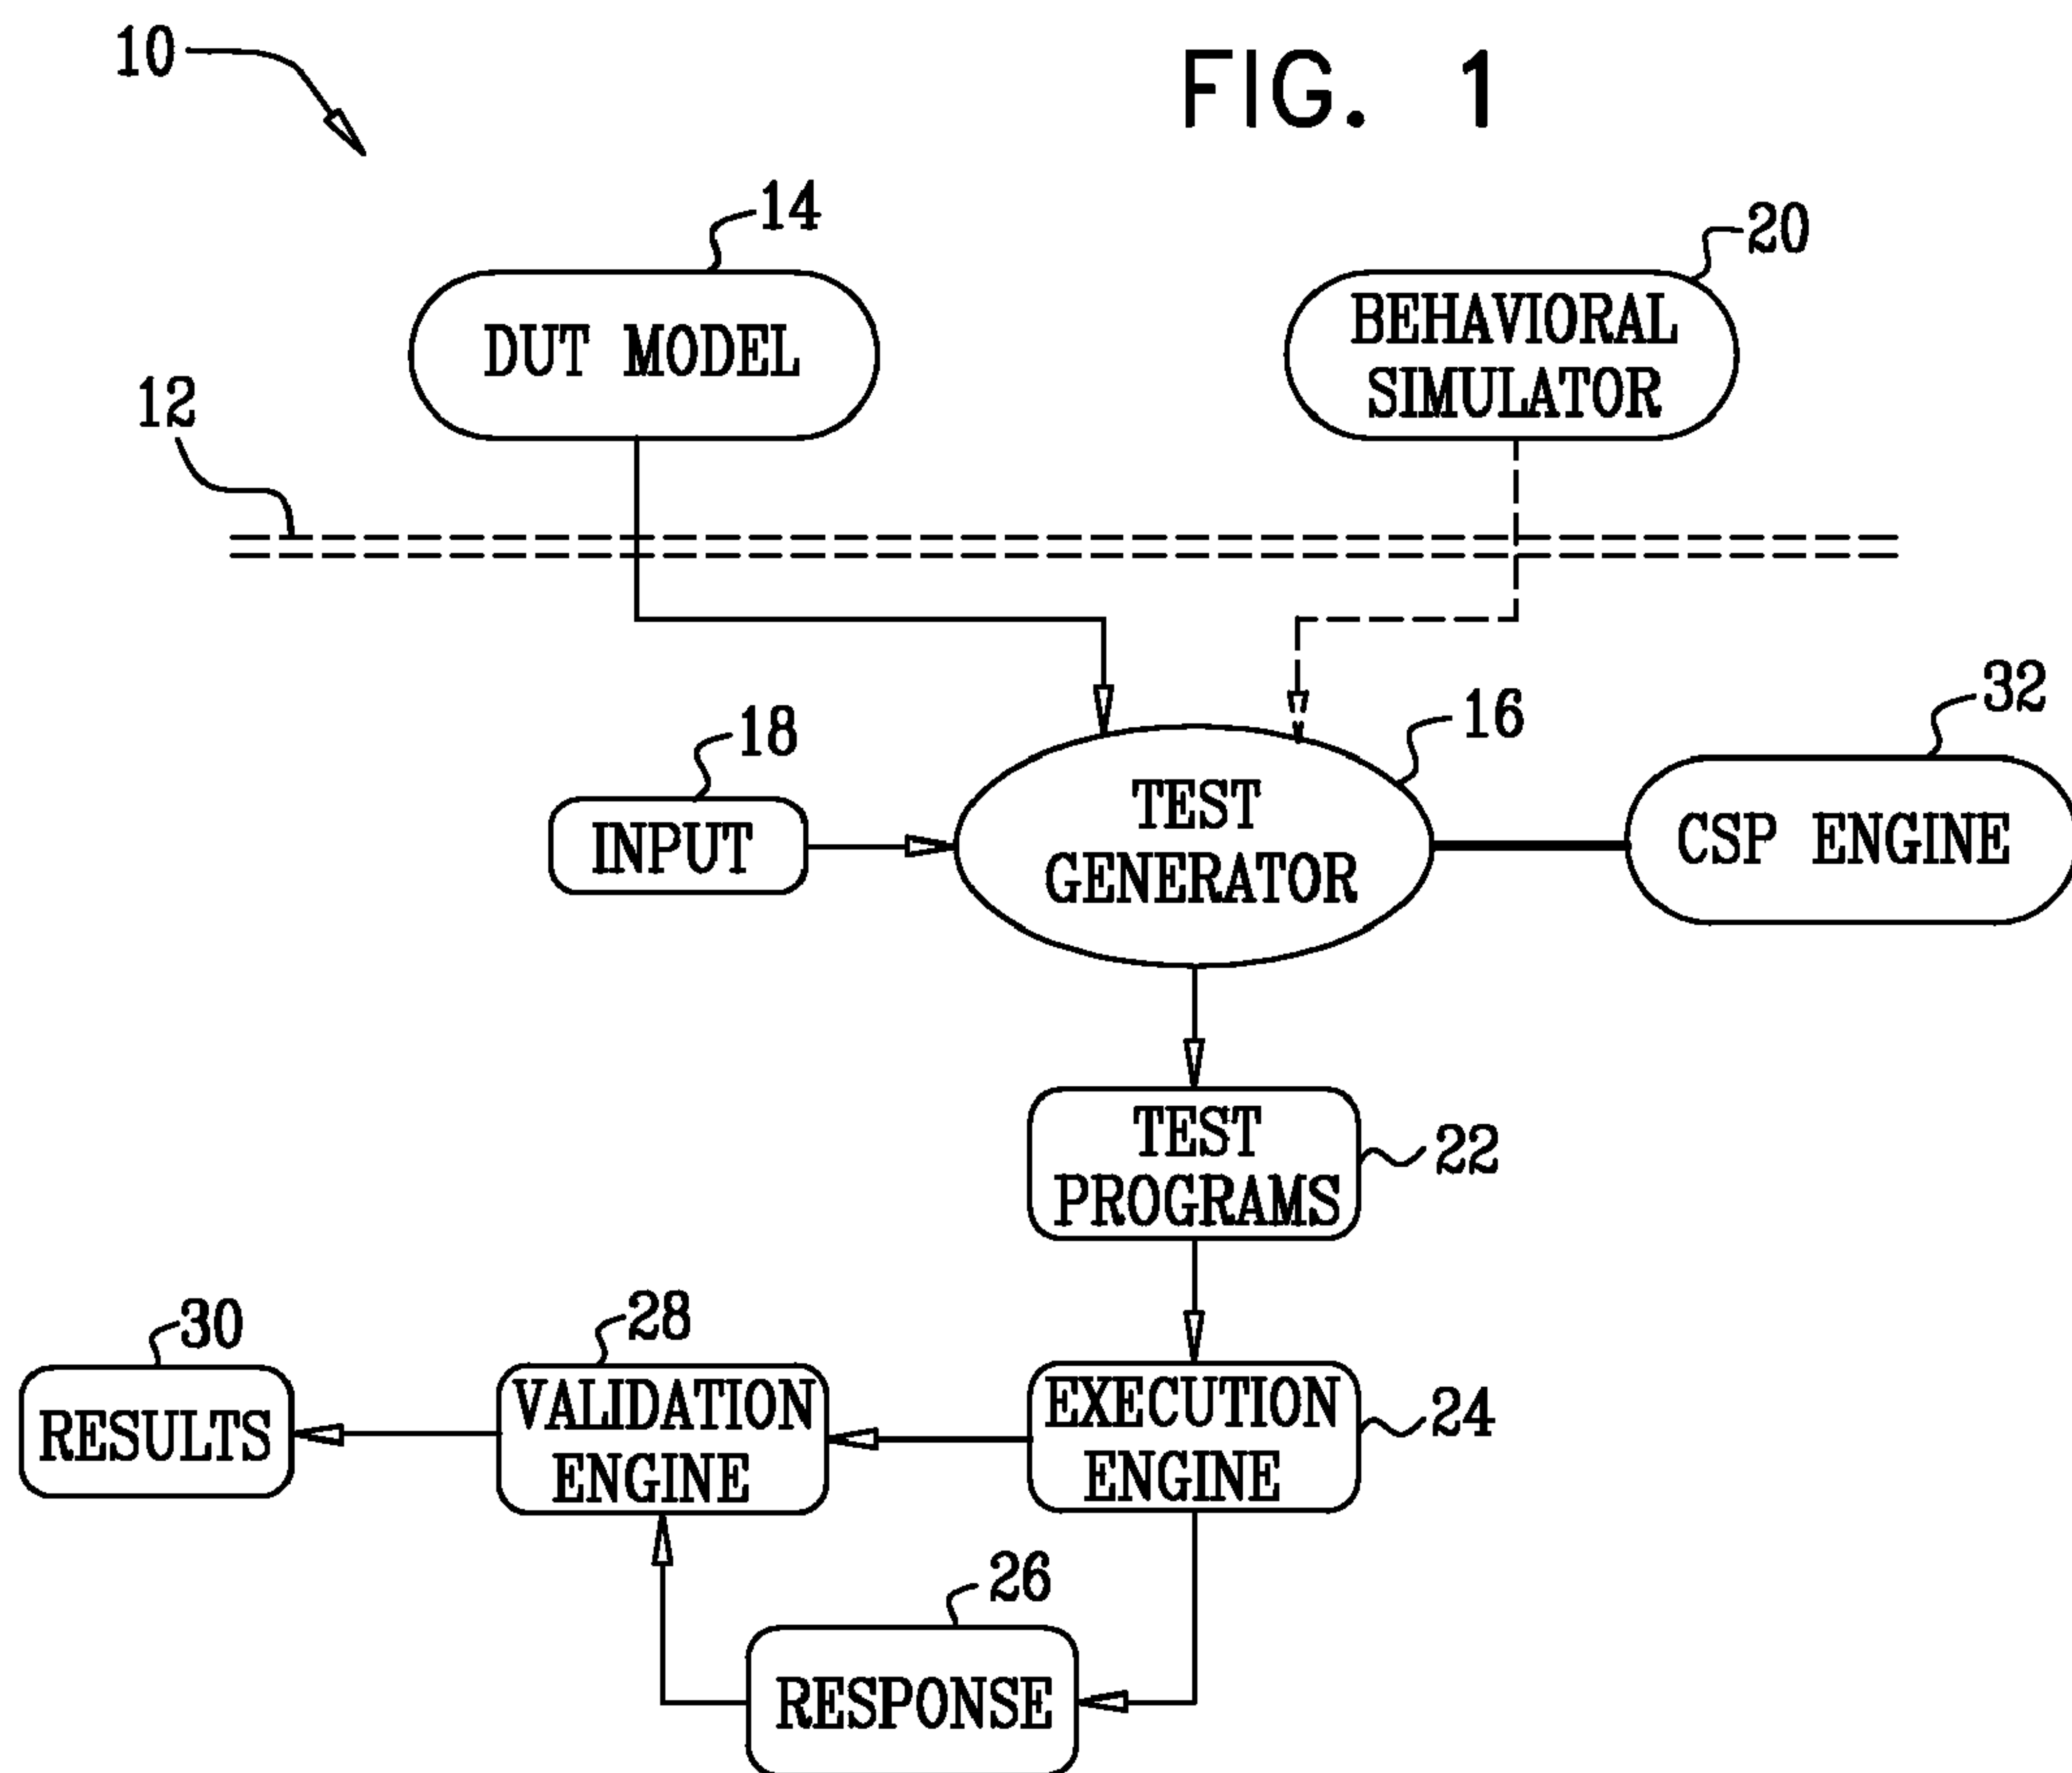 10
FIG. 1
14
20
DUT MODEL
BEHAVIORAL
SIMULATOR
12
32
16
18
TEST
GENERATOR
INPUT
CSP ENGINE
TEST
PROGRAMS
22
30
28
RESULTS
VALIDATION
ENGINE
EXECUTION
ENGINE
24
26
RESPONSE